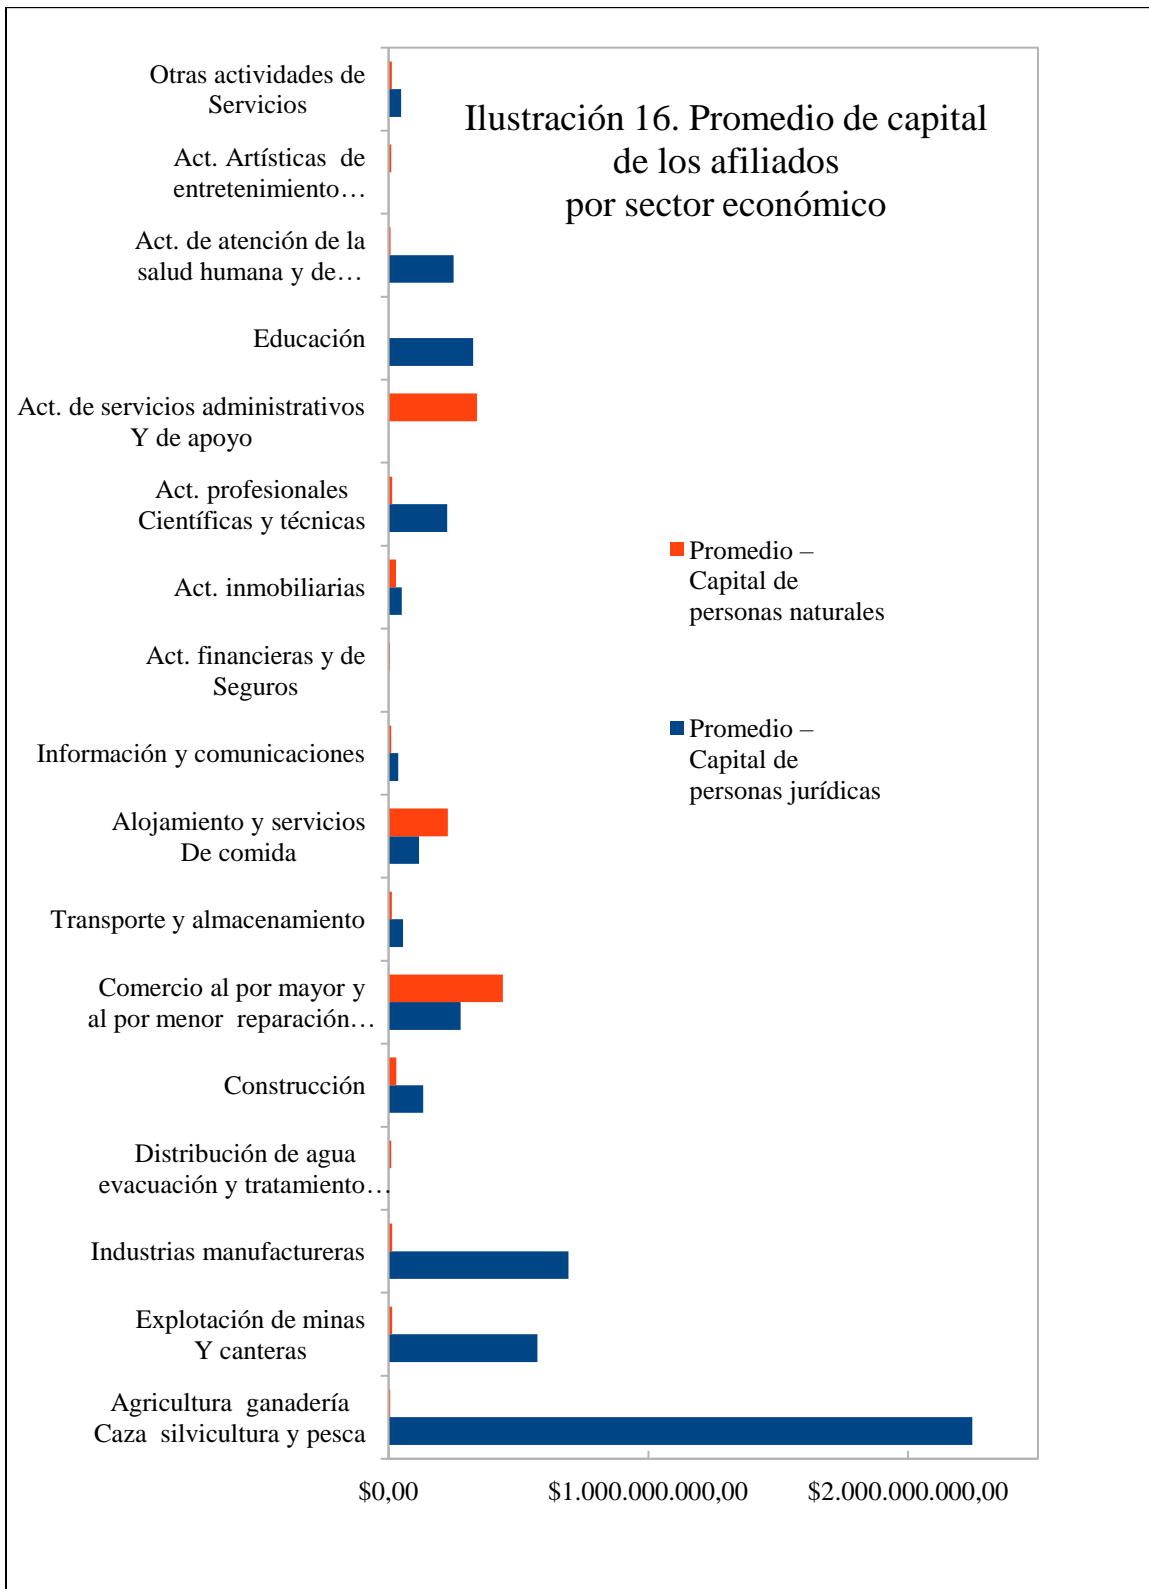 Ilustración 16. Promedio de capital
de los afiliados
por sector económico
Otras actividades de
Servicios
Act. Artísticas de
entretenimiento…
Act. de atención de la
salud humana y de…
Educación
Act. de servicios administrativos
Y de apoyo
Act. profesionales
Científicas y técnicas
Act. inmobiliarias
Act. financieras y de
Seguros
Información y comunicaciones
Alojamiento y servicios
De comida
Transporte y almacenamiento
Comercio al por mayor y
al por menor reparación…
Construcción
Distribución de agua
evacuación y tratamiento…
Industrias manufactureras
Explotación de minas
Y canteras
Agricultura ganadería
Caza silvicultura y pesca
Promedio –
Capital de
personas naturales
Promedio –
Capital de
personas jurídicas
$0,00
$1.000.000.000,00
$2.000.000.000,00